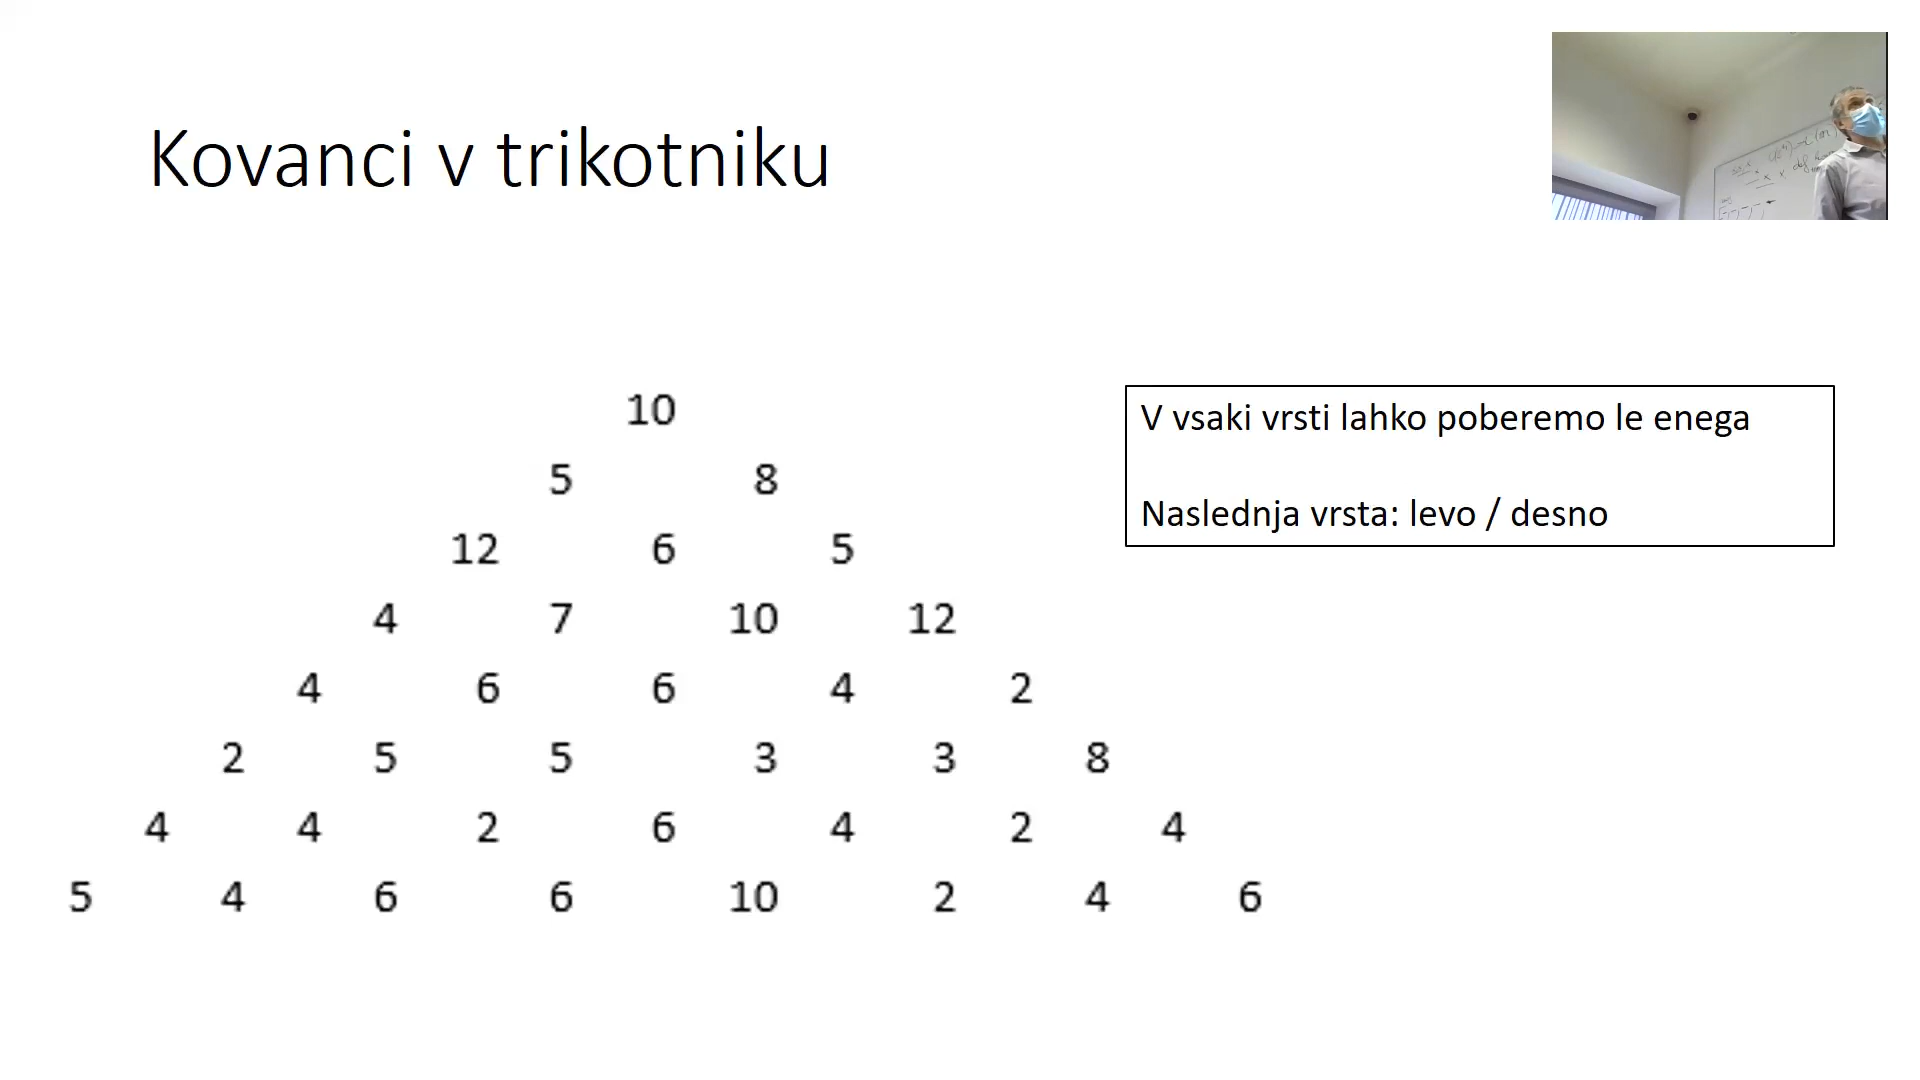 Kovanci v trikotniku
10
5 8
12 6 5
4 7 10 12
4 6 6 4 2
2 5 5 3 3 8
4 4 2 6 4 2 4
5 4 6 6 10 2 4 6
V vsaki vrsti lahko poberemo le enega
Naslednja vrsta: levo / desno